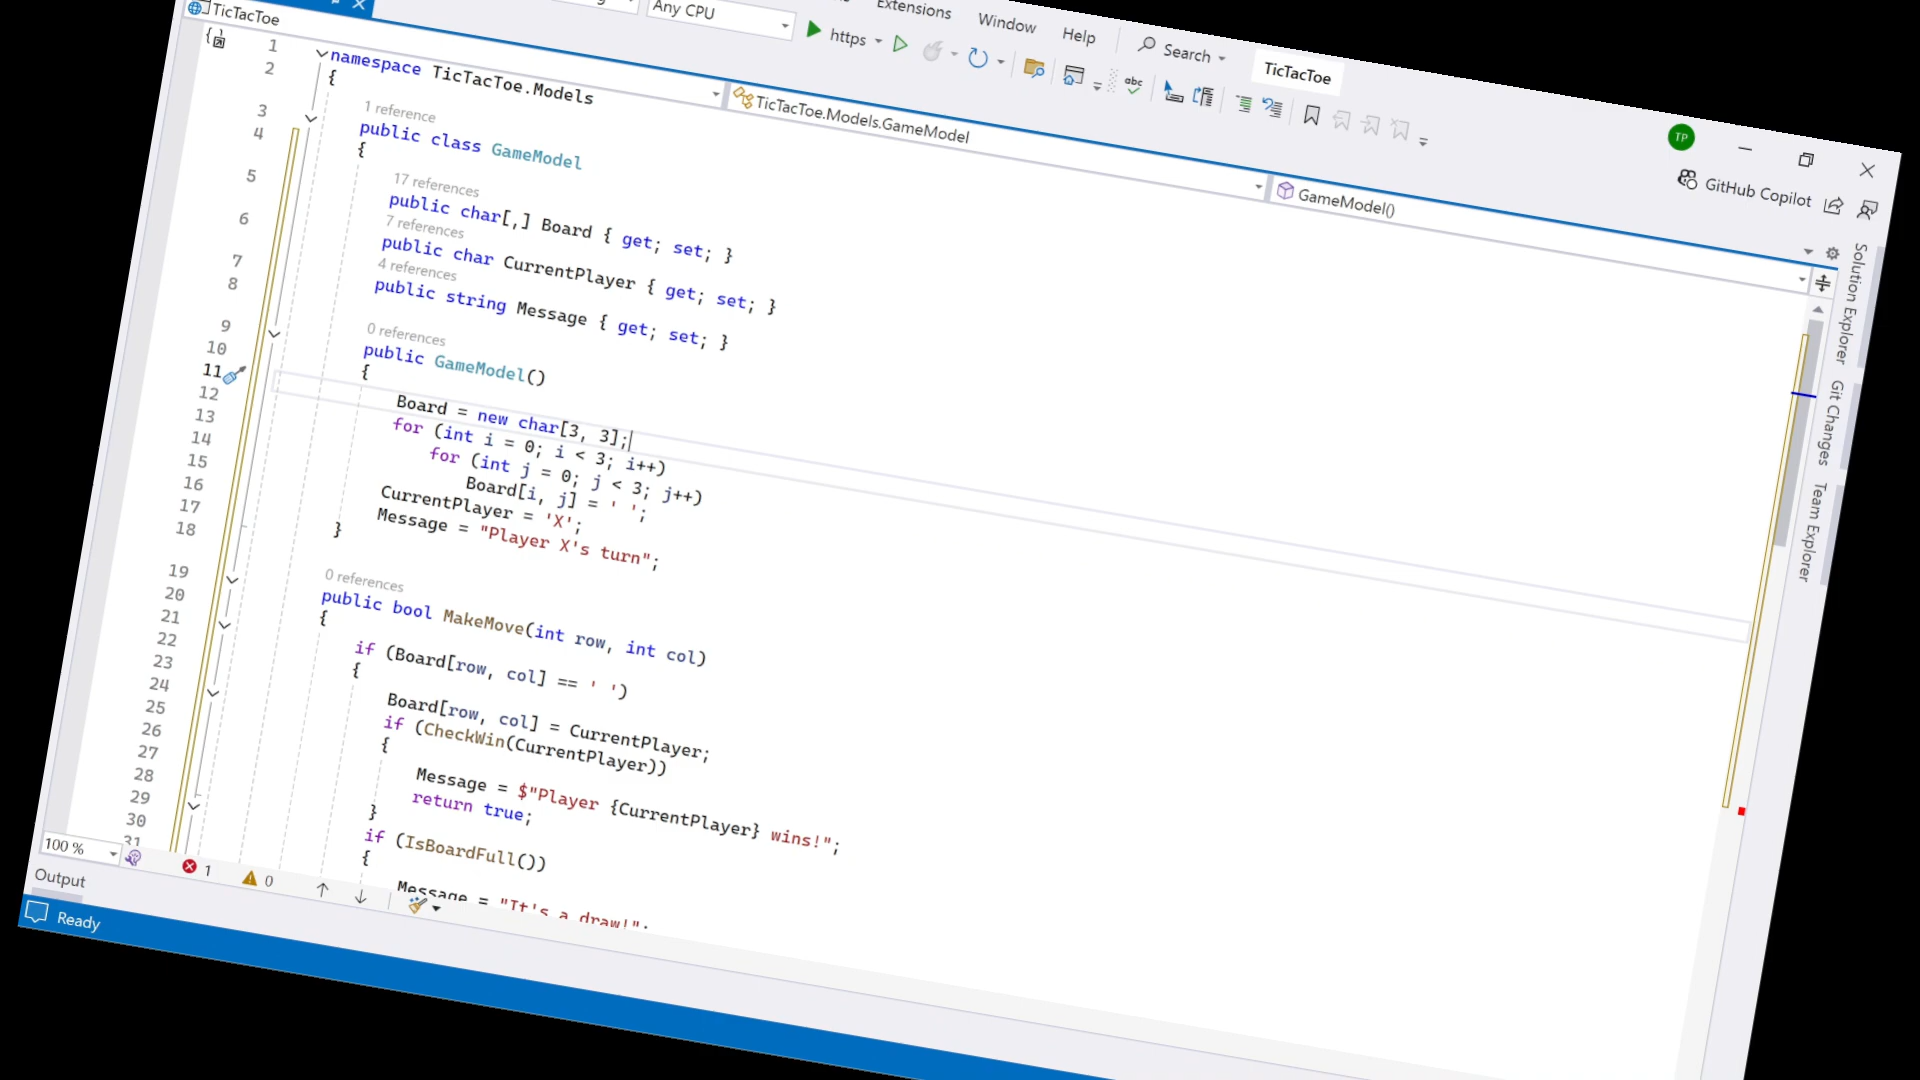 Any CPU
https
Extensions
Window
Help
Search
TicTacToe
TP
GitHub Copilot
TicTacToe
TicTacToe.Models.GameModel
GameModel()
Solution Explorer
Git Changes
Team Explorer
1 namespace TicTacToe.Models
2 {
1 reference
3 public class GameModel
4 {
17 references
5 public char[,] Board { get; set; }
7 references
6 public char CurrentPlayer { get; set; }
4 references
7 public string Message { get; set; }
8
0 references
9 public GameModel()
10 {
11 Board = new char[3, 3];
12 for (int i = 0; i < 3; i++)
13 for (int j = 0; j < 3; j++)
14 Board[i, j] = ' ';
15 CurrentPlayer = 'X';
16 Message = "Player X's turn";
17 }
18
0 references
19 public bool MakeMove(int row, int col)
20 {
21 if (Board[row, col] == ' ')
22 {
23 Board[row, col] = CurrentPlayer;
24 if (CheckWin(CurrentPlayer))
25 {
26 Message = $"Player {CurrentPlayer} wins!";
27 return true;
28 }
29 if (IsBoardFull())
30 {
31 Message = "It's a draw!";
100 %
1
0
Output
Ready